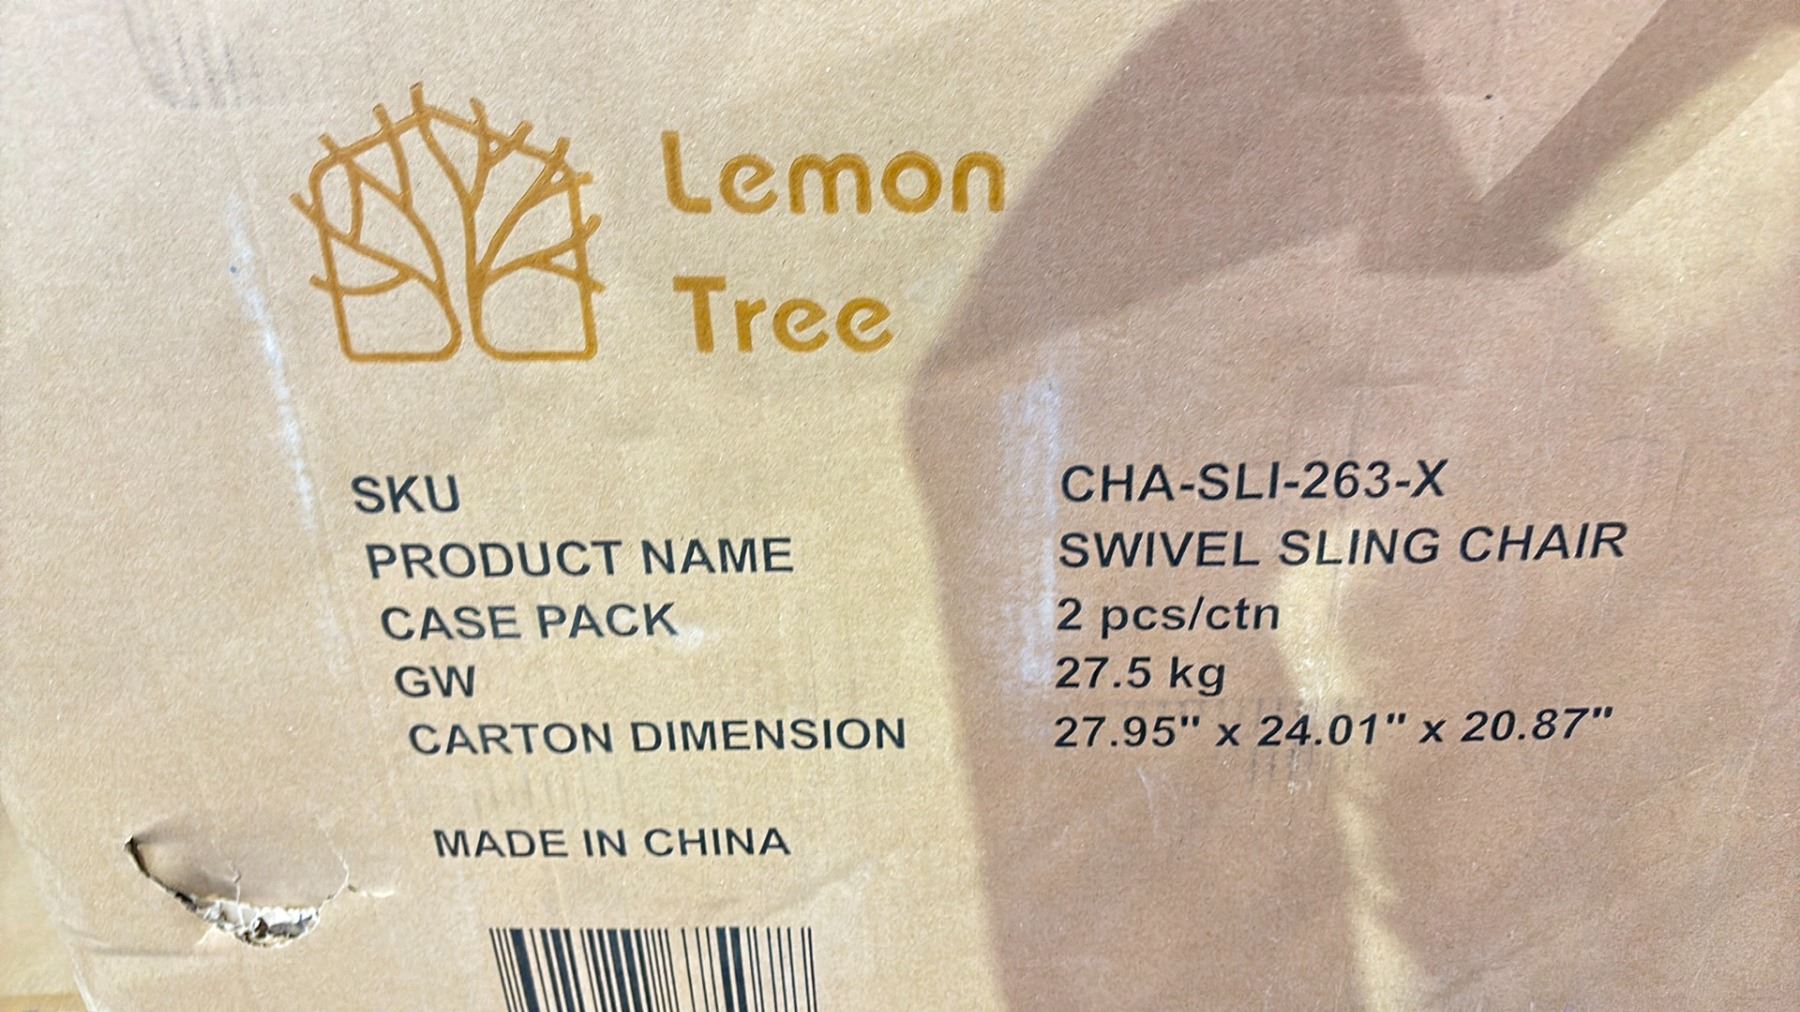 Lemon
Tree
SKU CHA-SLI-263-X
PRODUCT NAME SWIVEL SLING CHAIR
CASE PACK 2 pcs/ctn
GW 27.5 kg
CARTON DIMENSION 27.95" x 24.01" x 20.87"
MADE IN CHINA